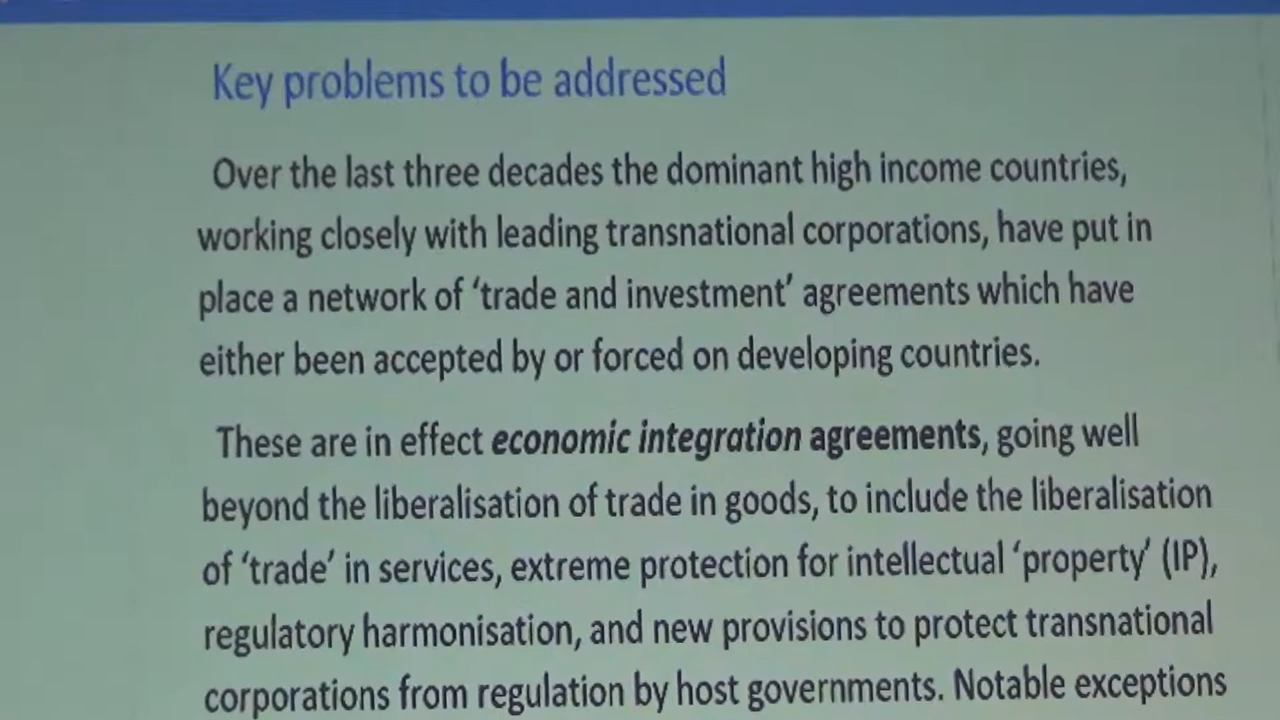 Key problems to be addressed
Over the last three decades the dominant high income countries,
working closely with leading transnational corporations, have put in
place a network of ‘trade and investment’ agreements which have
either been accepted by or forced on developing countries.
These are in effect economic integration agreements, going well
beyond the liberalisation of trade in goods, to include the liberalisation
of ‘trade’ in services, extreme protection for intellectual ‘property’ (IP),
regulatory harmonisation, and new provisions to protect transnational
corporations from regulation by host governments. Notable exceptions